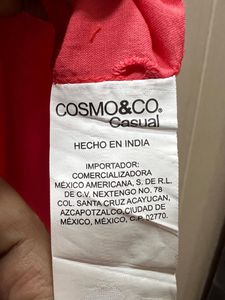 COSMO&CO.®
Casual
HECHO EN INDIA
IMPORTADOR:
COMERCIALIZADORA
MÉXICO AMERICANA, S. DE R.L.
DE C.V. NEXTENGO NO. 78
COL. SANTA CRUZ ACAYUCAN,
AZCAPOTZALCO,CIUDAD DE
MÉXICO, MÉXICO, C.P. 02770.